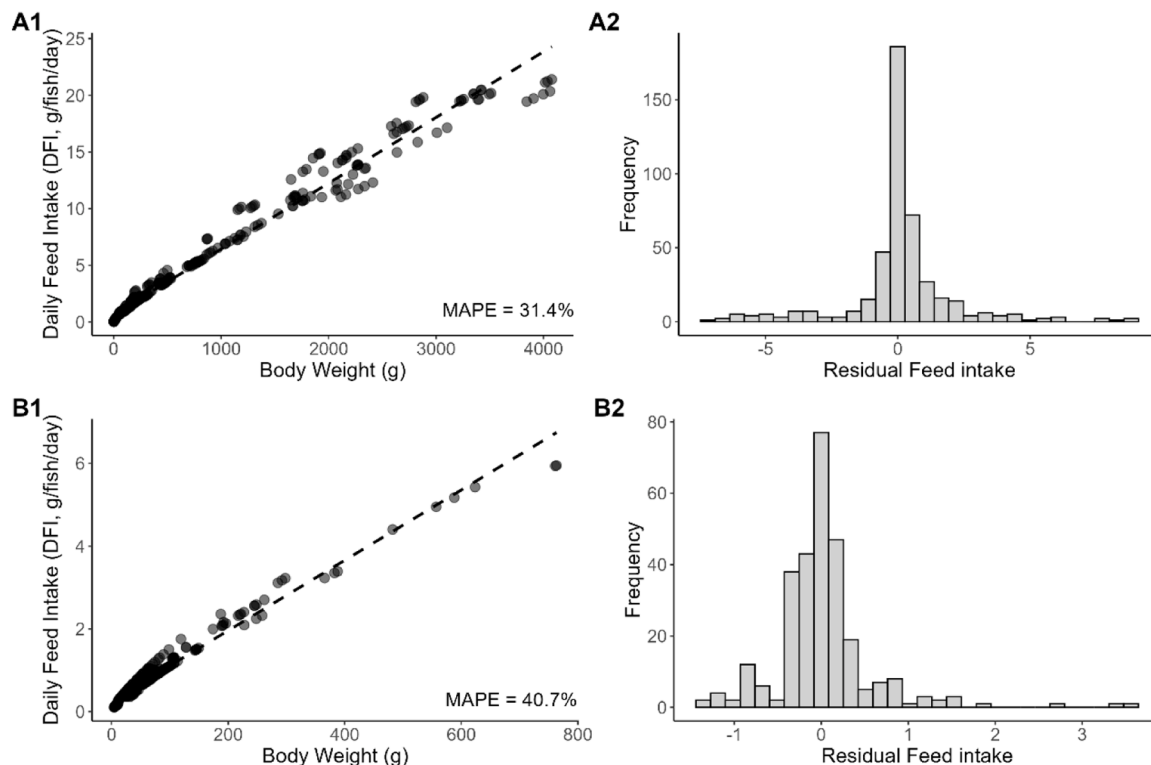 A1
Daily Feed Intake (DFI, g/fish/day)
25
20
15
10
5
0
MAPE = 31.4%
0 1000 2000 3000 4000
Body Weight (g)
A2
Frequency
150
100
50
0
-5 0 5
Residual Feed intake
B1
Daily Feed Intake (DFI, g/fish/day)
6
4
2
0
MAPE = 40.7%
0 200 400 600 800
Body Weight (g)
B2
Frequency
80
60
40
20
0
-1 0 1 2 3
Residual Feed intake